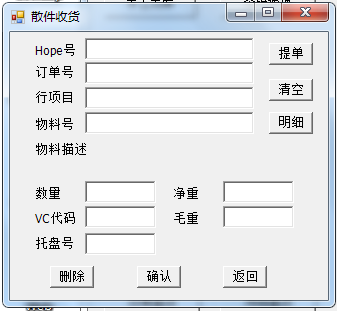 散件收货
Hope号 提单
订单号
行项目 清空
物料号 明细
物料描述
数量 净重
VC代码 毛重
托盘号
删除 确认 返回